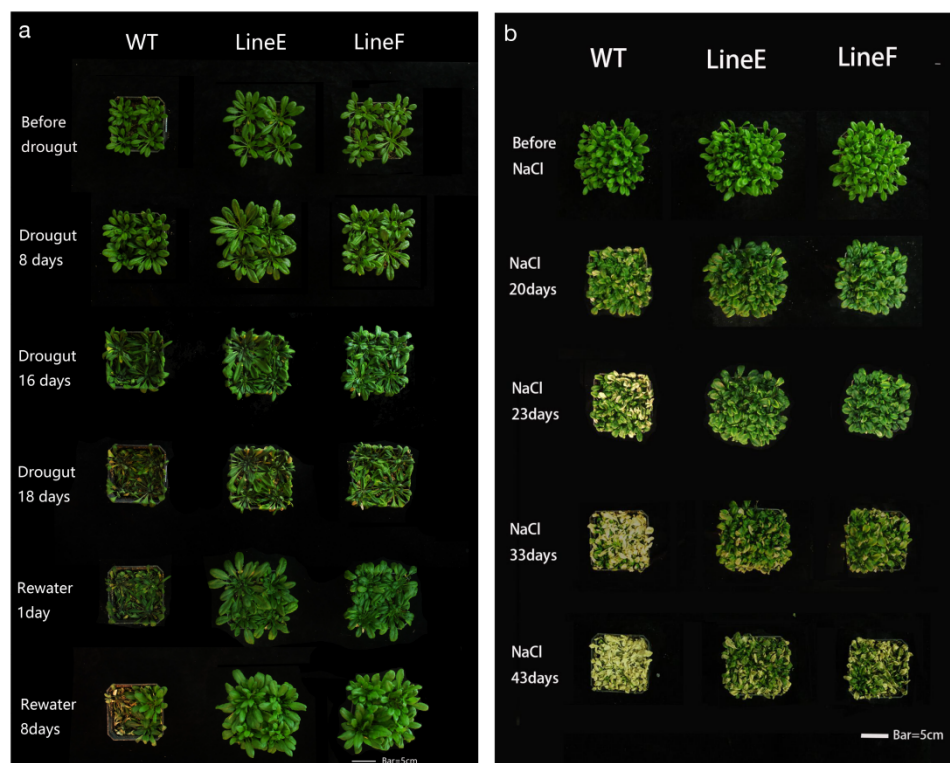 a
WT LineE LineF
Before
drougut
Drougut
8 days
Drougut
16 days
Drougut
18 days
Rewater
1day
Rewater
8days
Bar=5cm
b
WT LineE LineF
Before
NaCl
NaCl
20days
NaCl
23days
NaCl
33days
NaCl
43days
Bar=5cm